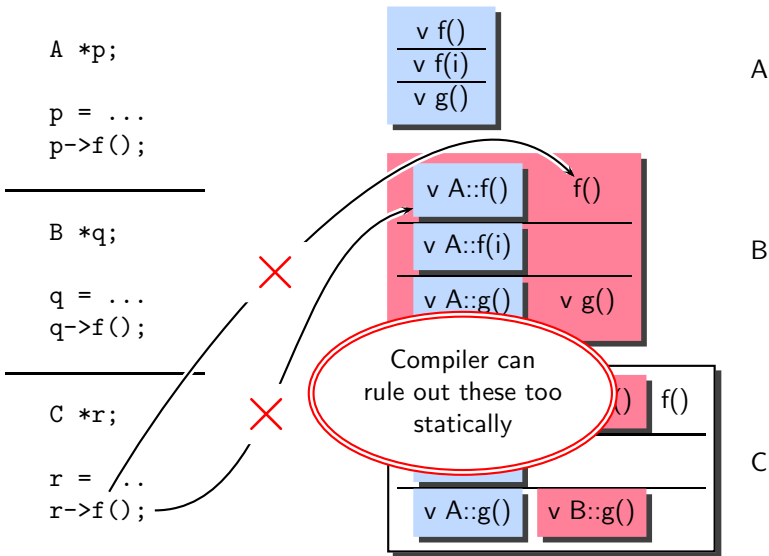 A *p;
p = ...
p->f();
B *q;
q = ...
q->f();
C *r;
r = ...
r->f();
v f()
v f(i)
v g()
A
v A::f() f()
v A::f(i)
v A::g() v g()
B
Compiler can
rule out these too
statically
f()
v A::g() v B::g()
C